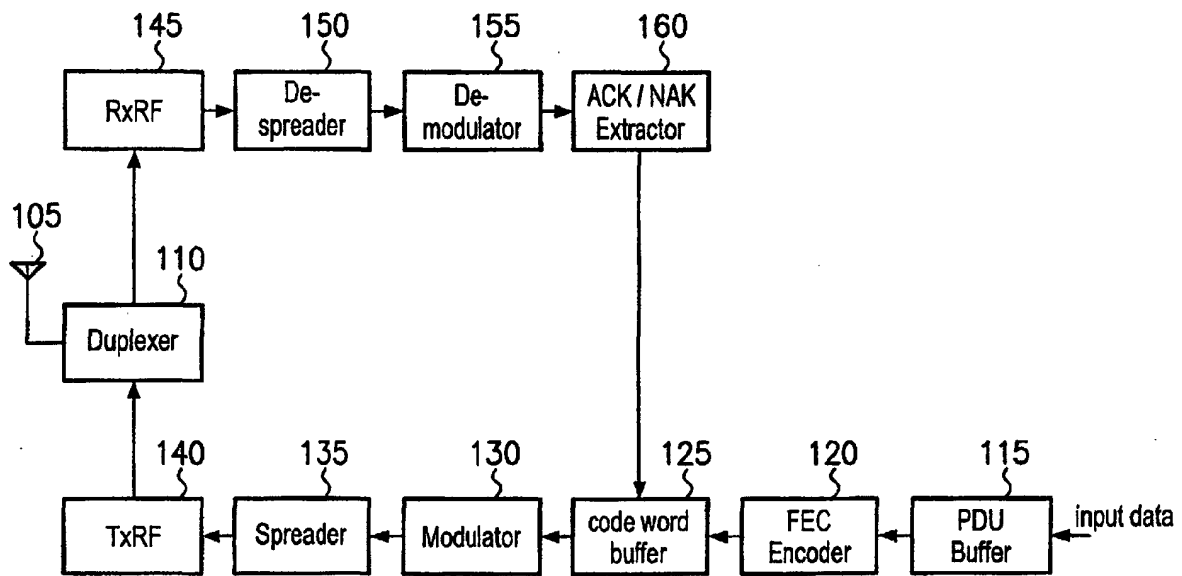 145
150
155
160
RxRF
De-
spreader
De-
modulator
ACK / NAK
Extractor
105
110
Duplexer
140
135
130
125
120
115
TxRF
Spreader
Modulator
code word
buffer
FEC
Encoder
PDU
Buffer
input data